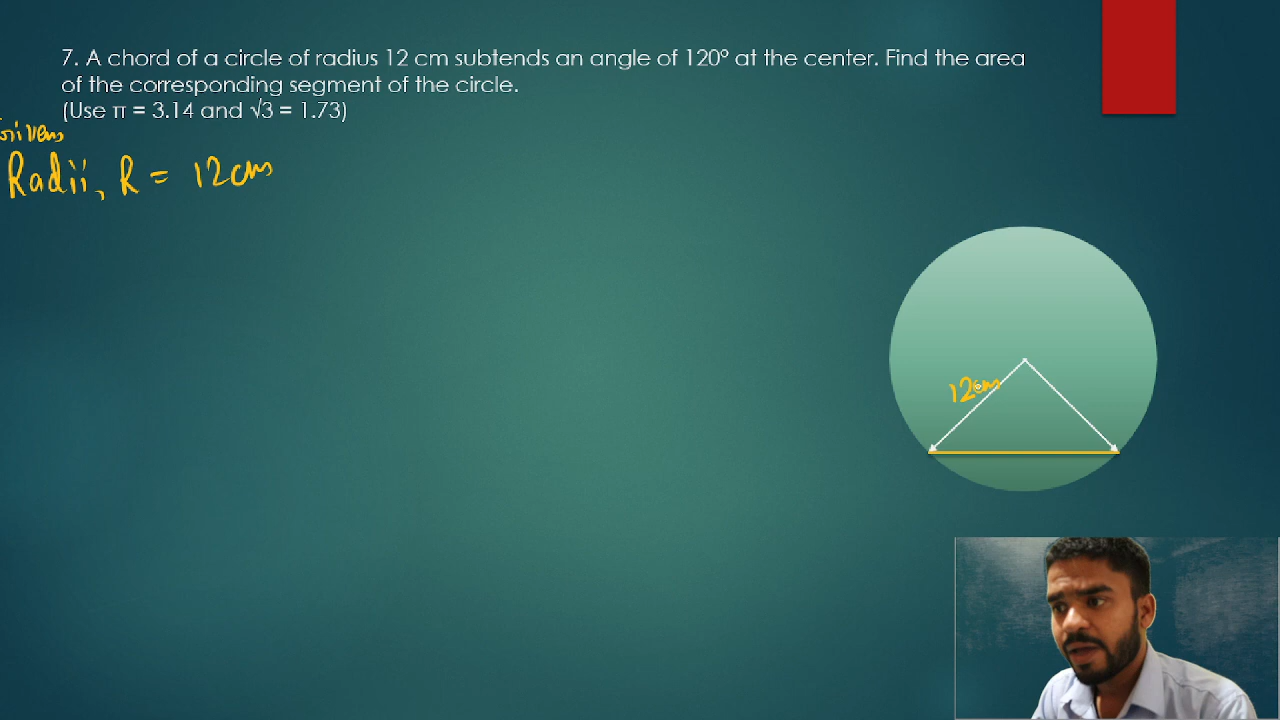 7. A chord of a circle of radius 12 cm subtends an angle of 120° at the center. Find the area
of the corresponding segment of the circle.
(Use π = 3.14 and √3 = 1.73)
Radii, R = 12cm
12cm